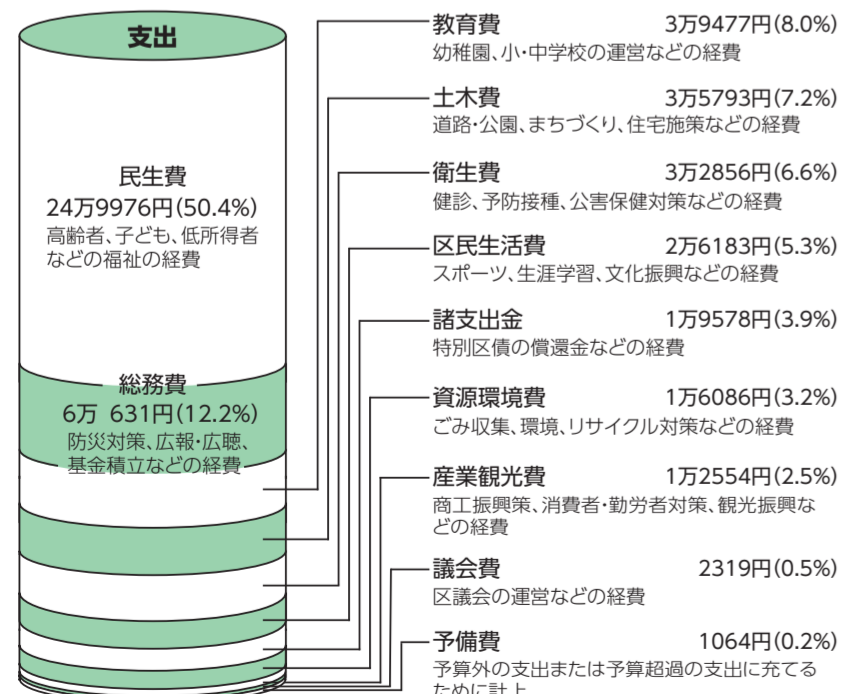 支出
民生費
24万9976円(50.4%)
高齢者、子ども、低所得者
などの福祉の経費
総務費
6万 631円(12.2%)
防災対策、広報・広聴、
基金積立などの経費
教育費 3万9477円(8.0%)
幼稚園、小・中学校の運営などの経費
土木費 3万5793円(7.2%)
道路・公園、まちづくり、住宅施策などの経費
衛生費 3万2856円(6.6%)
健診、予防接種、公害保健対策などの経費
区民生活費 2万6183円(5.3%)
スポーツ、生涯学習、文化振興などの経費
諸支出金 1万9578円(3.9%)
特別区債の償還金などの経費
資源環境費 1万6086円(3.2%)
ごみ収集、環境、リサイクル対策などの経費
産業観光費 1万2554円(2.5%)
商工振興策、消費者・勤労者対策、観光振興な
どの経費
議会費 2319円(0.5%)
区議会の運営などの経費
予備費 1064円(0.2%)
予算外の支出または予算超過の支出に充てる
ために計上